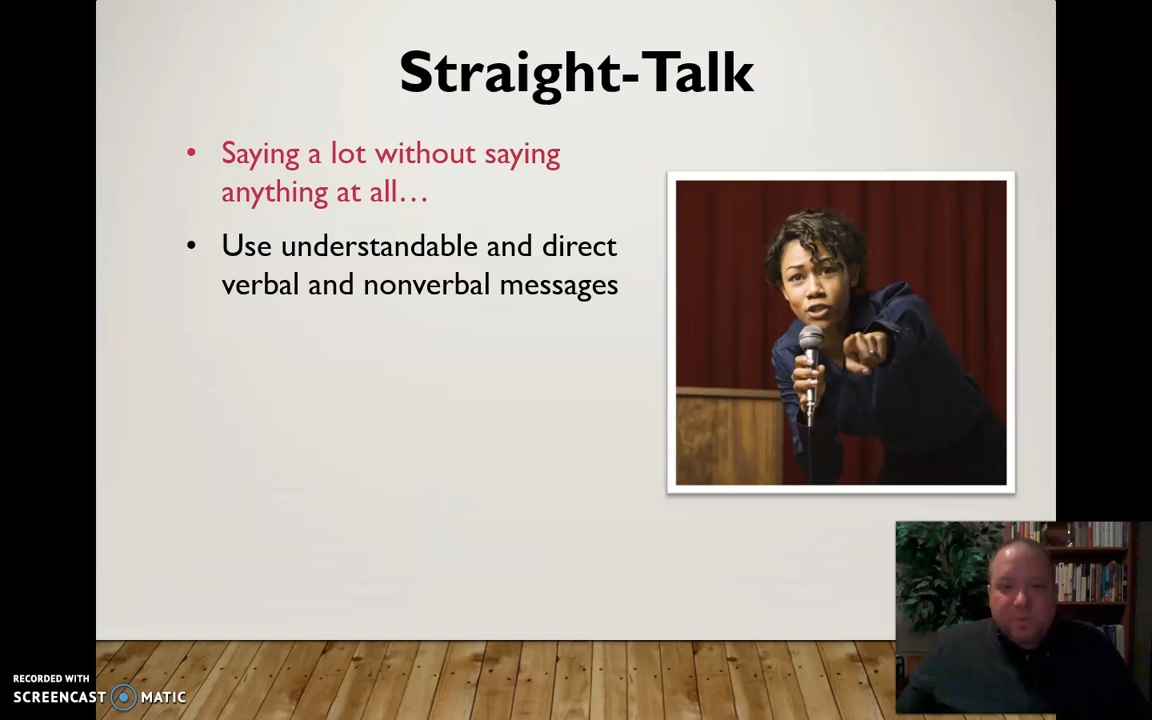 Straight-Talk
• Saying a lot without saying
anything at all…
• Use understandable and direct
verbal and nonverbal messages
RECORDED WITH
SCREENCAST MATIC